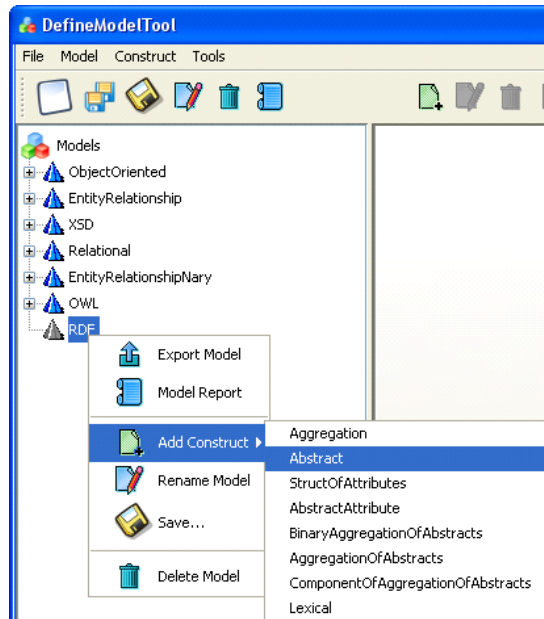 DefineModelTool
File Model Construct Tools
Models
ObjectOriented
EntityRelationship
XSD
Relational
EntityRelationshipNary
OWL
RDF
Export Model
Model Report
Add Construct
Rename Model
Save...
Delete Model
Aggregation
Abstract
StructOfAttributes
AbstractAttribute
BinaryAggregationOfAbstracts
AggregationOfAbstracts
ComponentOfAggregationOfAbstracts
Lexical